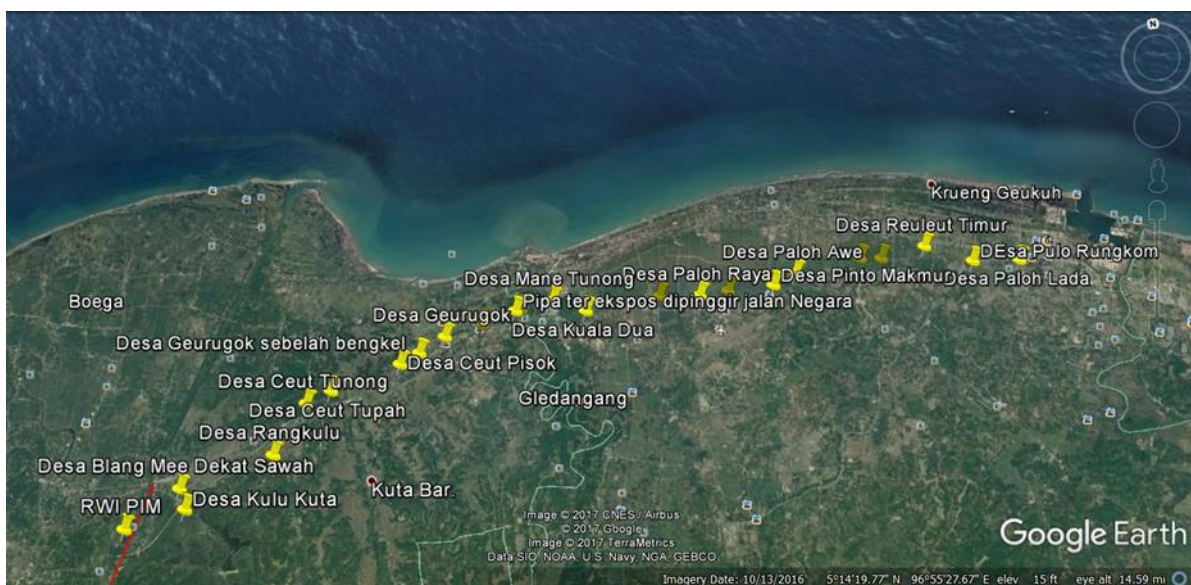 N
Krueng Geukuh
Desa Reuleut Timur
Desa Paloh Awe
DEsa Pulo Rungkom
Desa Mane Tunong
Desa Paloh Raya
Desa Pinto Makmur
Desa Paloh Lada
Boega
Pipa ter ekspos dipinggir jalan Negara
Desa Geurugok
Desa Kuala Dua
Desa Geurugok sebelah bengkel
Desa Ceut Pisok
Desa Ceut Tunong
Gledangang
Desa Ceut Tupah
Desa Rangkulu
Desa Blang Mee Dekat Sawah
Kuta Bar.
RWI PIM
Desa Kulu Kuta
Image © 2017 CNES / Airbus
© 2017 Google
Image © 2017 TerraMetrics
Data SIO, NOAA, U.S. Navy, NGA, GEBCO
Google Earth
Imagery Date: 10/13/2016 5°14'19.77" N 96°55'27.67" E elev 15 ft eye alt 14.59 mi